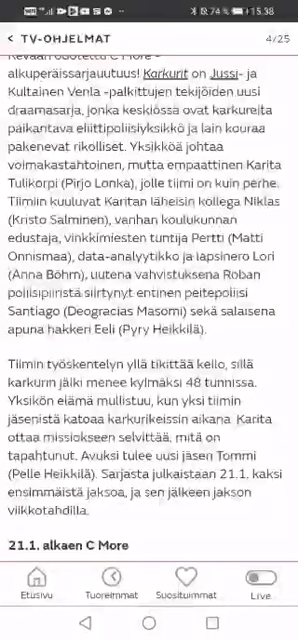 74 % 15.38
< TV-OHJELMAT 4/25
Kevään odotettu C More -
alkuperäissarjauutuus! Karkurit on Jussi- ja
Kultainen Venla -palkittujen tekijöiden uusi
draamasarja, jonka keskiössä ovat karkureita
paikantava eliittipoliisiyksikkö ja lain kouraa
pakenevat rikolliset. Yksikköä johtaa
voimakastahtoinen, mutta empaattinen Karita
Tulikorpi (Pirjo Lonka), jolle tiimi on kuin perhe.
Tiimiin kuuluvat Karitan läheisin kollega Niklas
(Kristo Salminen), vanhan koulukunnan
edustaja, vinkkimiesten tuntija Pertti (Matti
Onnismaa), data-analyytikko ja lapsinero Lori
(Anna Böhm), uutena vahvistuksena Roban
poliisipiiristä siirtynyt entinen peitepoliisi
Santiago (Deogracias Masomi) sekä salaisena
apuna hakkeri Eeli (Pyry Heikkilä).
Tiimin työskentelyn yllä tikittää kello, sillä
karkurin jälki menee kylmäksi 48 tunnissa.
Yksikön elämä mullistuu, kun yksi tiimin
jäsenistä katoaa karkurikeissin aikana. Karita
ottaa missiokseen selvittää, mitä on
tapahtunut. Avuksi tulee uusi jäsen Tommi
(Pelle Heikkilä). Sarjasta julkaistaan 21.1. kaksi
ensimmäistä jaksoa, ja sen jälkeen jakson
viikkotahdilla.
21.1. alkaen C More
Etusivu Tuoreimmat Suosituimmat Live